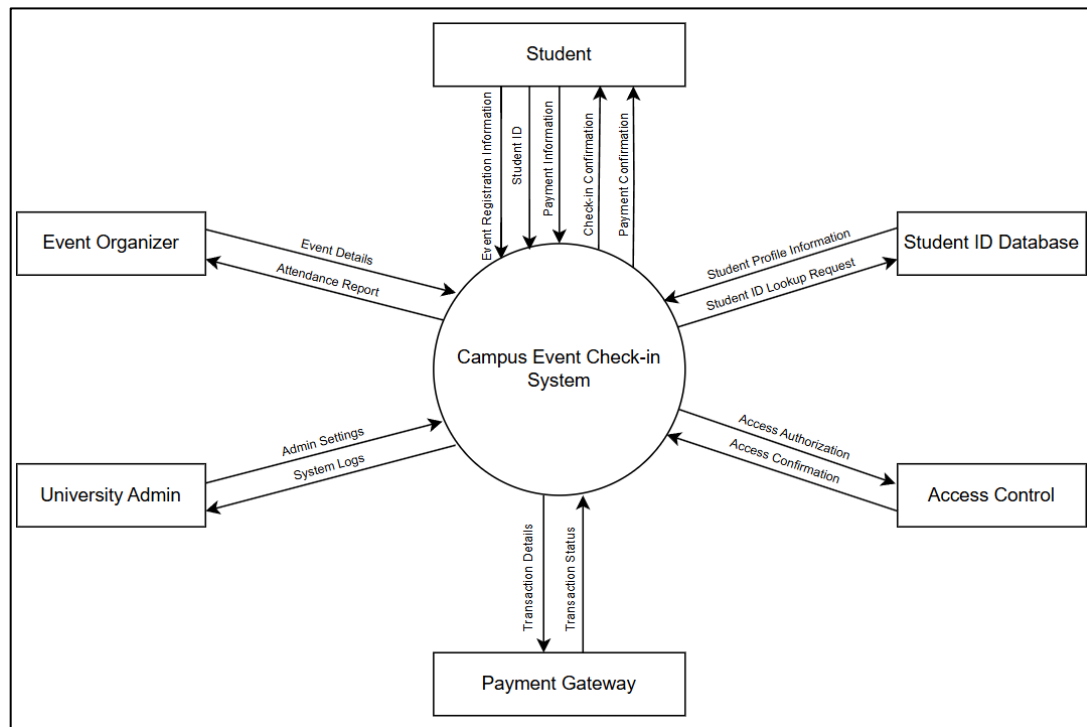 Student
Event Registration Information
Student ID
Payment Information
Check-in Confirmation
Payment Confirmation
Event Organizer
Event Details
Attendance Report
Student Profile Information
Student ID Lookup Request
Student ID Database
Campus Event Check-in
System
University Admin
Admin Settings
System Logs
Access Authorization
Access Confirmation
Access Control
Transaction Details
Transaction Status
Payment Gateway